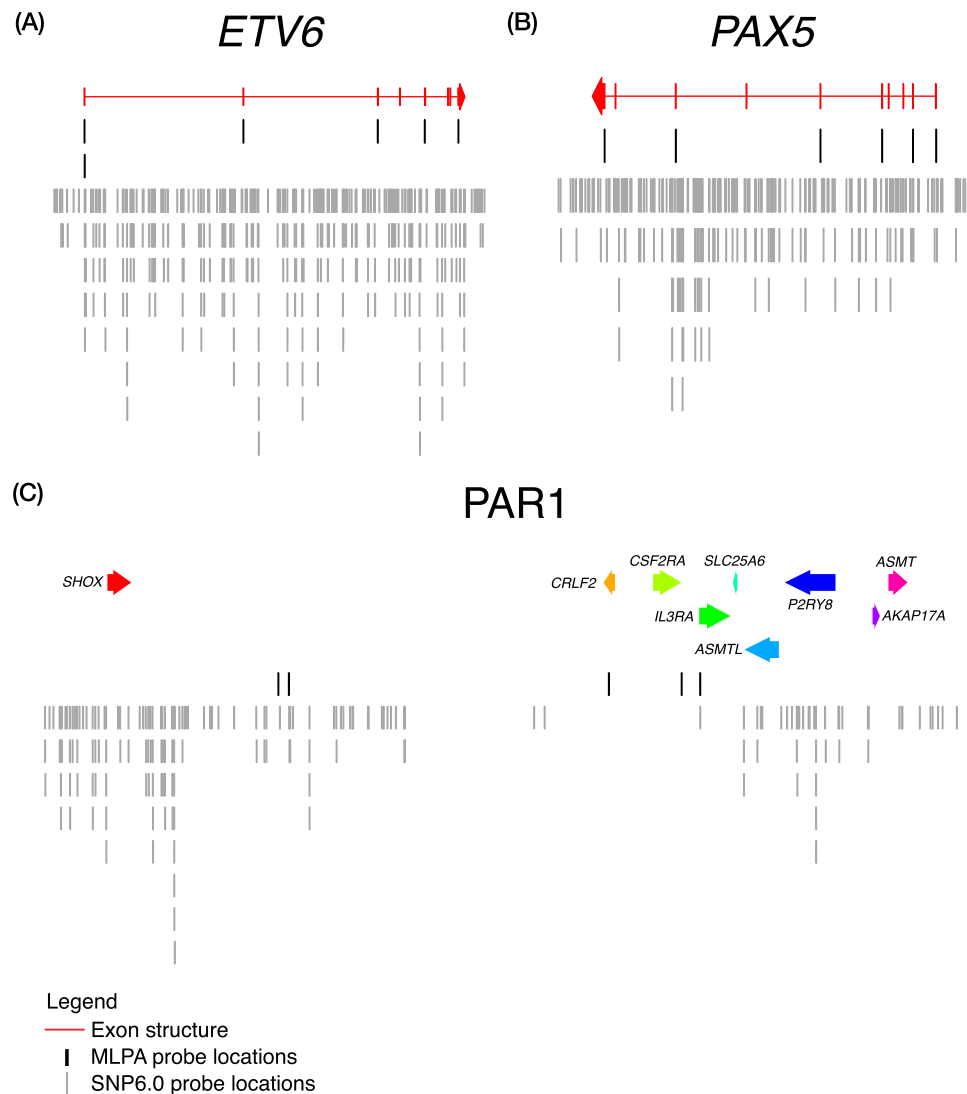 (A) ETV6
(B) PAX5
(C) PAR1
CSF2RA SLC25A6 ASMT
SHOX CRLF2
P2RY8
IL3RA AKAP17A
ASMTL
Legend
Exon structure
MLPA probe locations
SNP6.0 probe locations